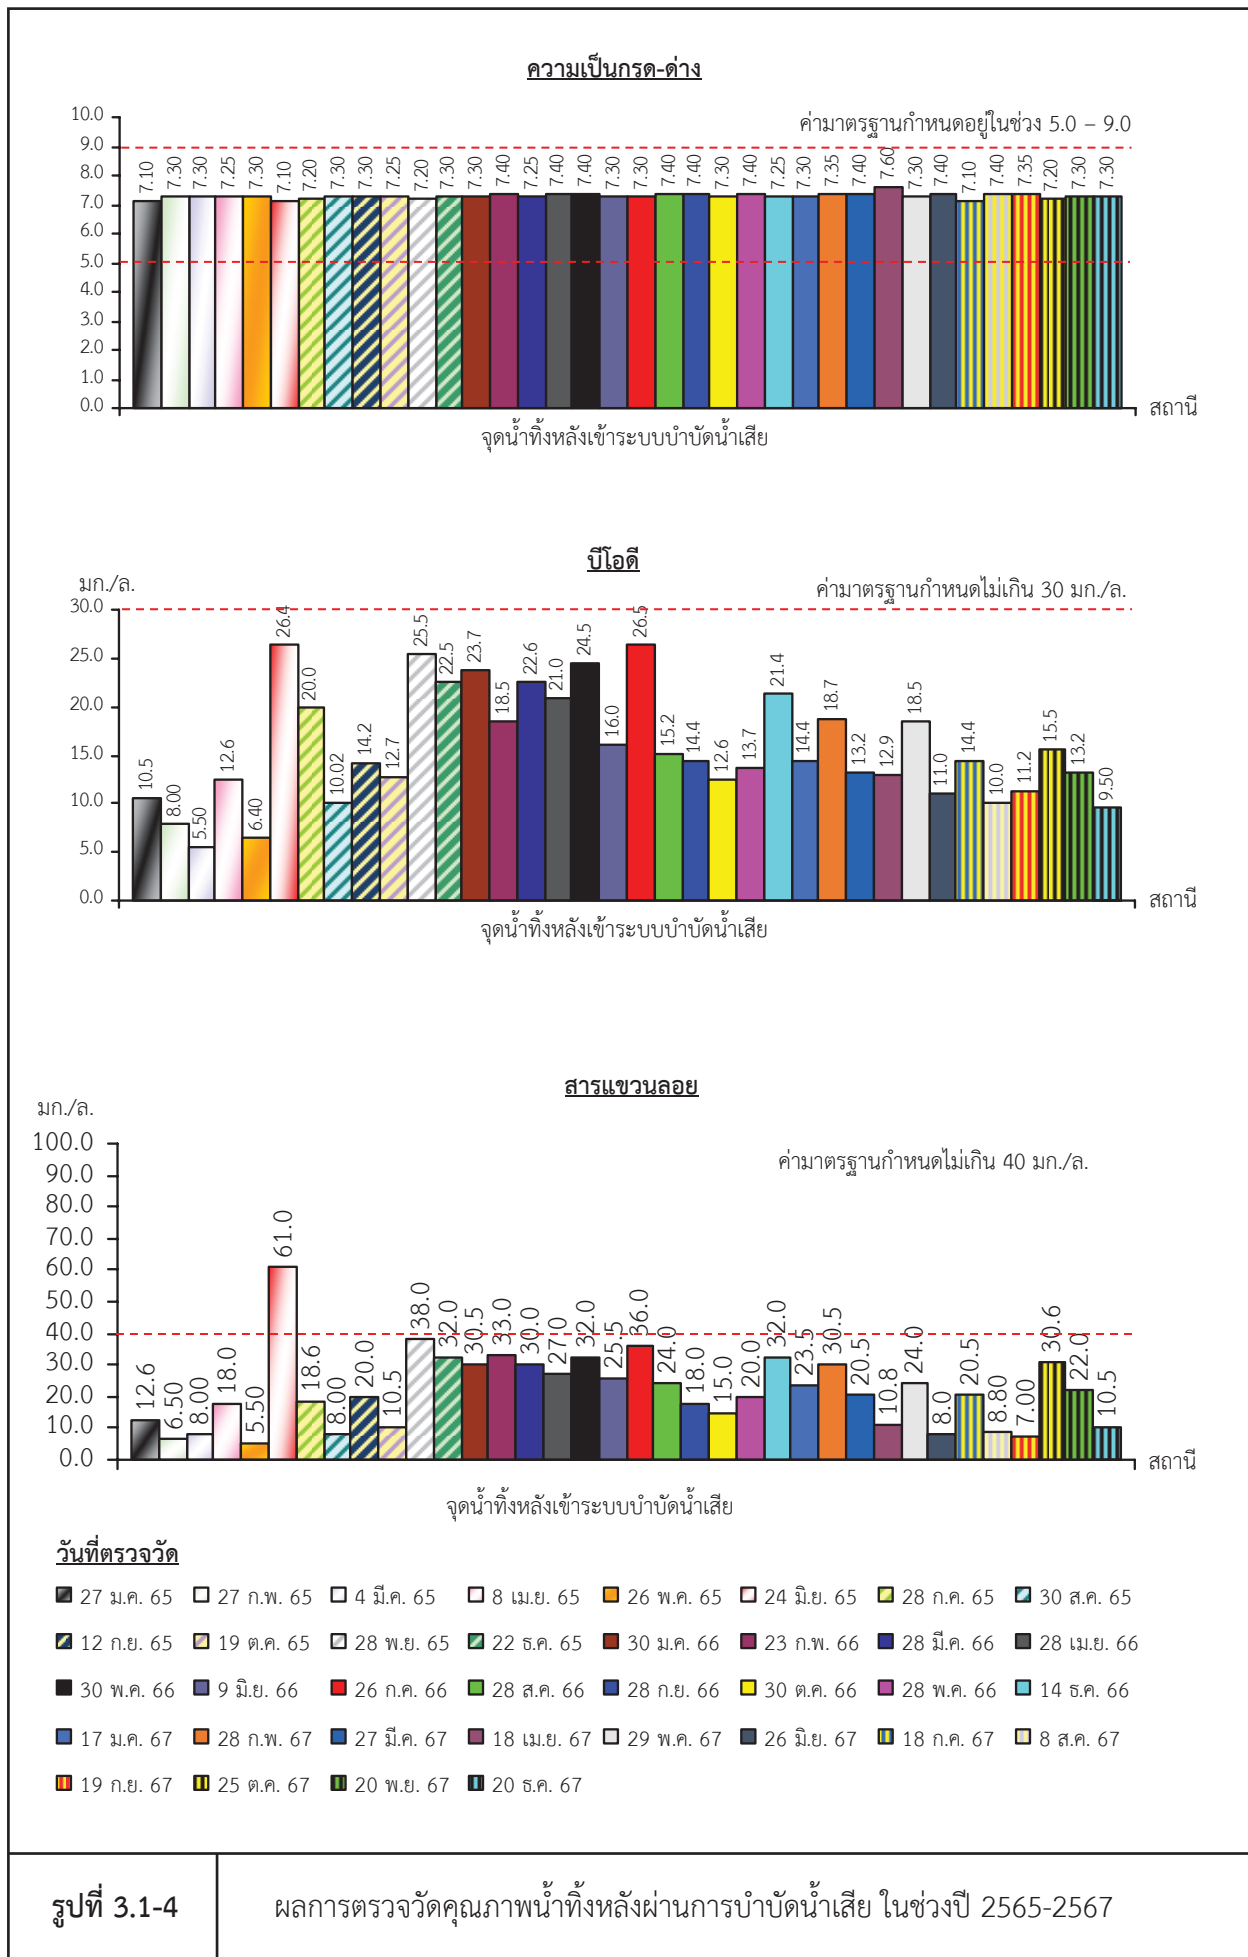 ความเป็นกรด-ด่าง
ค่ามาตรฐานกำหนดอยู่ในช่วง 5.0 – 9.0
10.0
9.0
8.0
7.0
6.0
5.0
4.0
3.0
2.0
1.0
0.0
7.10 7.30 7.30 7.25 7.30 7.10 7.20 7.30 7.30 7.25 7.20 7.30 7.30 7.40 7.25 7.40 7.40 7.30 7.30 7.40 7.40 7.30 7.40 7.25 7.30 7.35 7.40 7.60 7.30 7.40 7.10 7.40 7.35 7.20 7.30 7.30
สถานี
จุดน้ำทิ้งหลังเข้าระบบบำบัดน้ำเสีย
บีโอดี
มก./ล.
ค่ามาตรฐานกำหนดไม่เกิน 30 มก./ล.
30.0
25.0
20.0
15.0
10.0
5.0
0.0
10.5 8.00 5.50 12.6 6.40 26.4 20.0 10.02 14.2 12.7 25.5 22.5 23.7 18.5 22.6 21.0 24.5 16.0 26.5 15.2 14.4 12.6 13.7 21.4 14.4 18.7 13.2 12.9 18.5 11.0 14.4 10.0 11.2 15.5 13.2 9.50
สถานี
จุดน้ำทิ้งหลังเข้าระบบบำบัดน้ำเสีย
สารแขวนลอย
มก./ล.
ค่ามาตรฐานกำหนดไม่เกิน 40 มก./ล.
100.0
90.0
80.0
70.0
60.0
50.0
40.0
30.0
20.0
10.0
0.0
12.6 6.50 8.00 18.0 5.50 61.0 18.6 8.00 20.0 10.5 38.0 32.0 30.5 33.0 30.0 27.0 32.0 25.5 36.0 24.0 18.0 15.0 20.0 32.0 23.5 30.5 20.5 10.8 24.0 8.0 20.5 8.80 7.00 30.6 22.0 10.5
สถานี
จุดน้ำทิ้งหลังเข้าระบบบำบัดน้ำเสีย
วันที่ตรวจวัด
27 ม.ค. 65 27 ก.พ. 65 4 มี.ค. 65 8 เม.ย. 65 26 พ.ค. 65 24 มิ.ย. 65 28 ก.ค. 65 30 ส.ค. 65
12 ก.ย. 65 19 ต.ค. 65 28 พ.ย. 65 22 ธ.ค. 65 30 ม.ค. 66 23 ก.พ. 66 28 มี.ค. 66 28 เม.ย. 66
30 พ.ค. 66 9 มิ.ย. 66 26 ก.ค. 66 28 ส.ค. 66 28 ก.ย. 66 30 ต.ค. 66 28 พ.ค. 66 14 ธ.ค. 66
17 ม.ค. 67 28 ก.พ. 67 27 มี.ค. 67 18 เม.ย. 67 29 พ.ค. 67 26 มิ.ย. 67 18 ก.ค. 67 8 ส.ค. 67
19 ก.ย. 67 25 ต.ค. 67 20 พ.ย. 67 20 ธ.ค. 67
รูปที่ 3.1-4 ผลการตรวจวัดคุณภาพน้ำทิ้งหลังผ่านการบำบัดน้ำเสีย ในช่วงปี 2565-2567